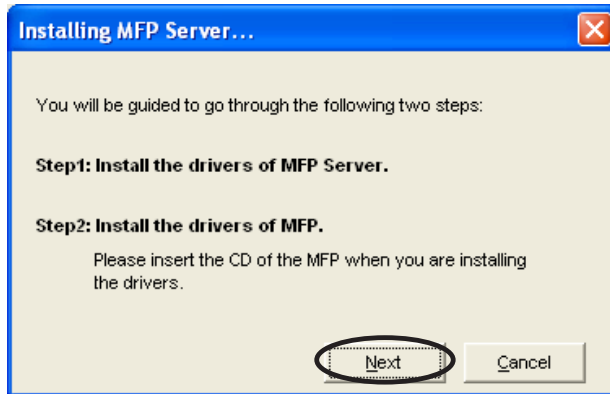 Installing MFP Server...
You will be guided to go through the following two steps:
Step1: Install the drivers of MFP Server.
Step2: Install the drivers of MFP.
Please insert the CD of the MFP when you are installing
the drivers.
Next
Cancel